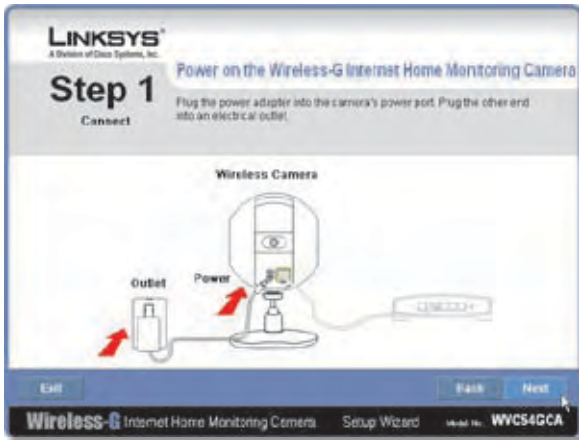 LINKSYS®
A Division of Cisco Systems, Inc.
Step 1
Connect
Power on the Wireless-G Internet Home Monitoring Camera
Plug the power adapter into the camera's power port. Plug the other end
into an electrical outlet.
Wireless Camera
Outlet
Power
Exit
Back
Next
Wireless-G Internet Home Monitoring Camera
Setup Wizard
Model No. WVC54GCA